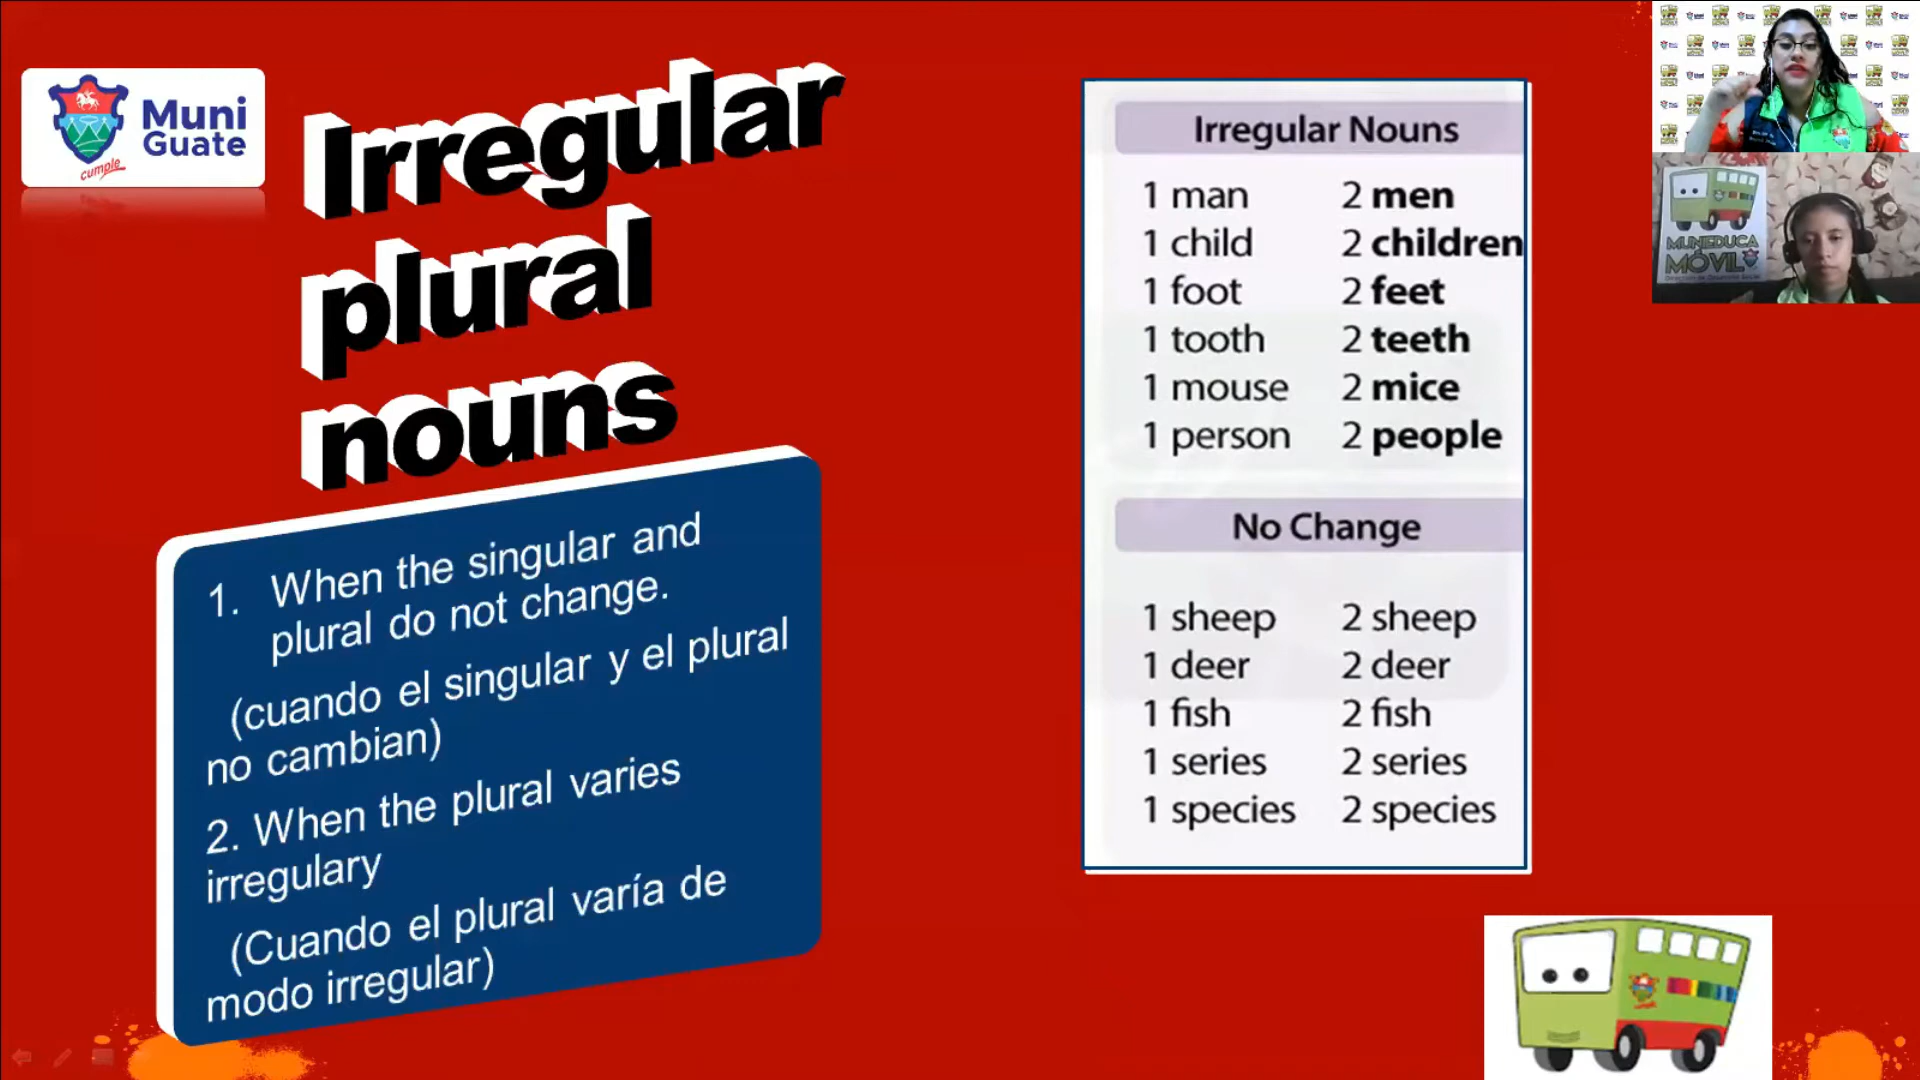 Muni
Guate
cumple
Irregular
plural
nouns
1. When the singular and
plural do not change.
(cuando el singular y el plural
no cambian)
2. When the plural varies
irregulary
(Cuando el plural varía de
modo irregular)
Irregular Nouns
1 man 2 men
1 child 2 children
1 foot 2 feet
1 tooth 2 teeth
1 mouse 2 mice
1 person 2 people
No Change
1 sheep 2 sheep
1 deer 2 deer
1 fish 2 fish
1 series 2 series
1 species 2 species
MUNIEDUCA
MÓVIL